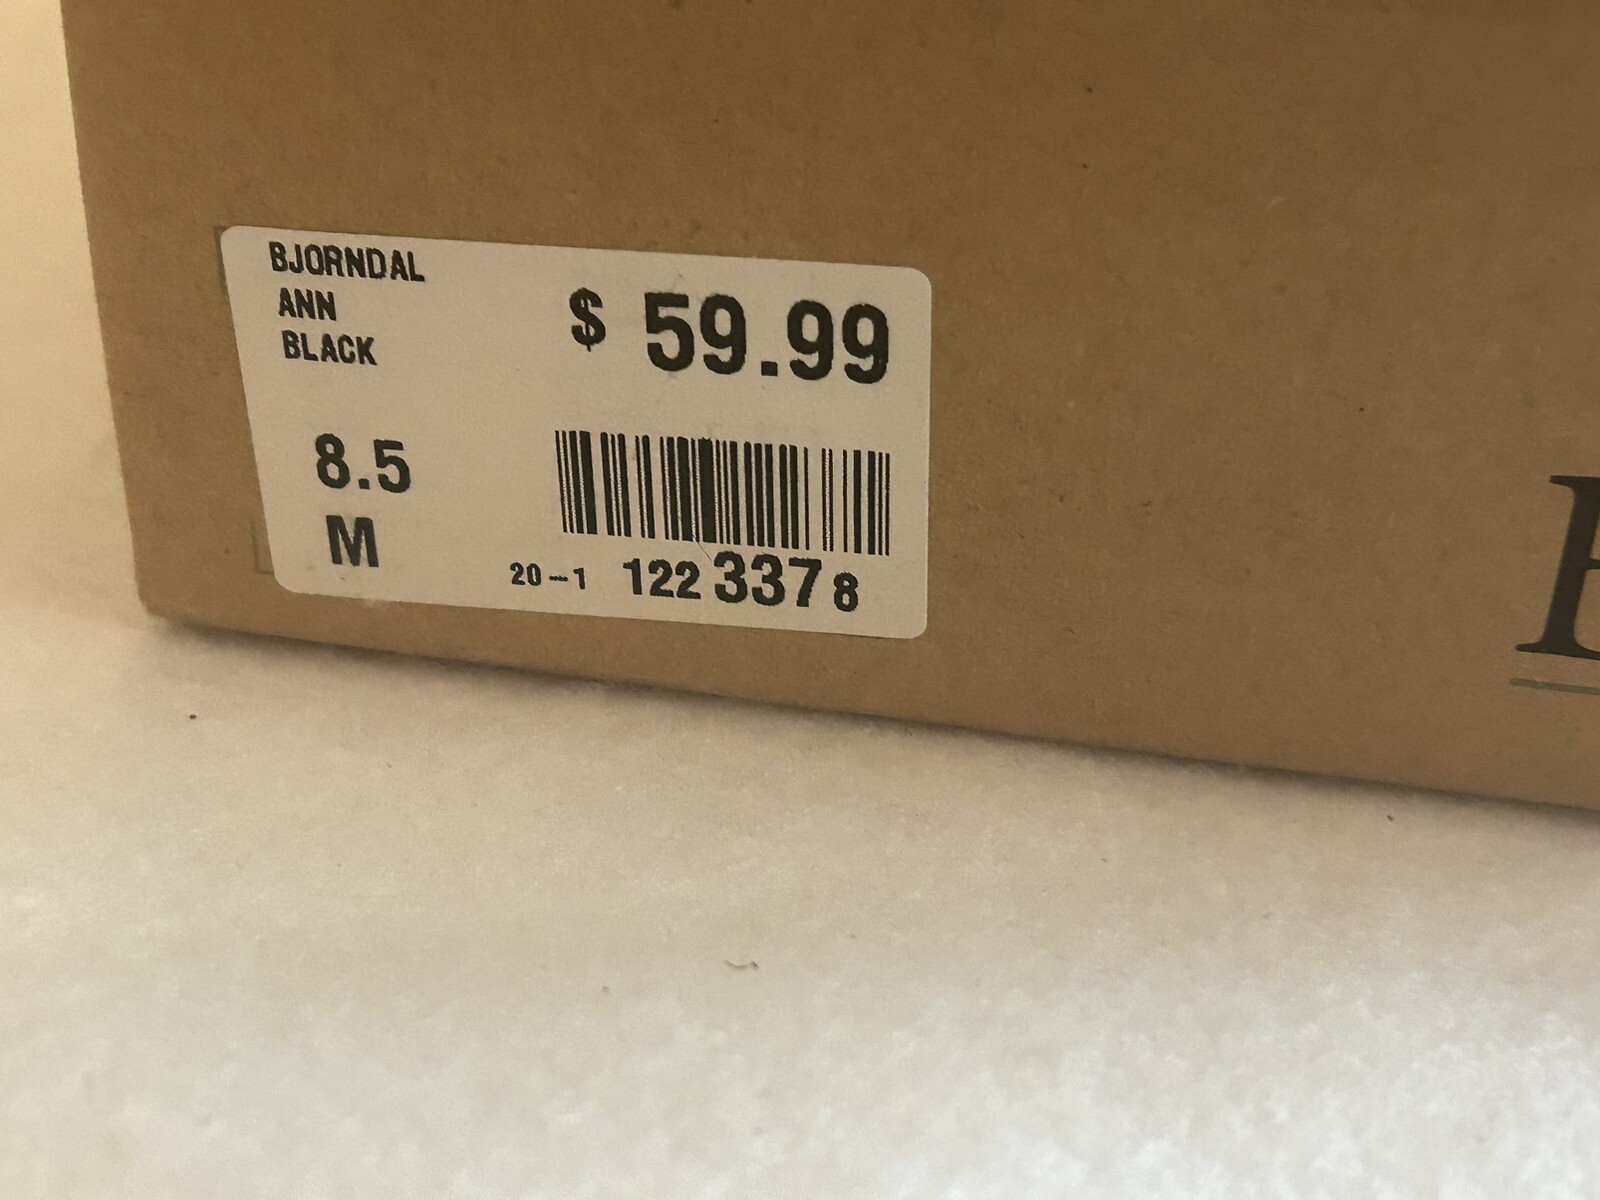 BJORNDAL
ANN
BLACK
$ 59.99
8.5
M
20-1 122 337 8